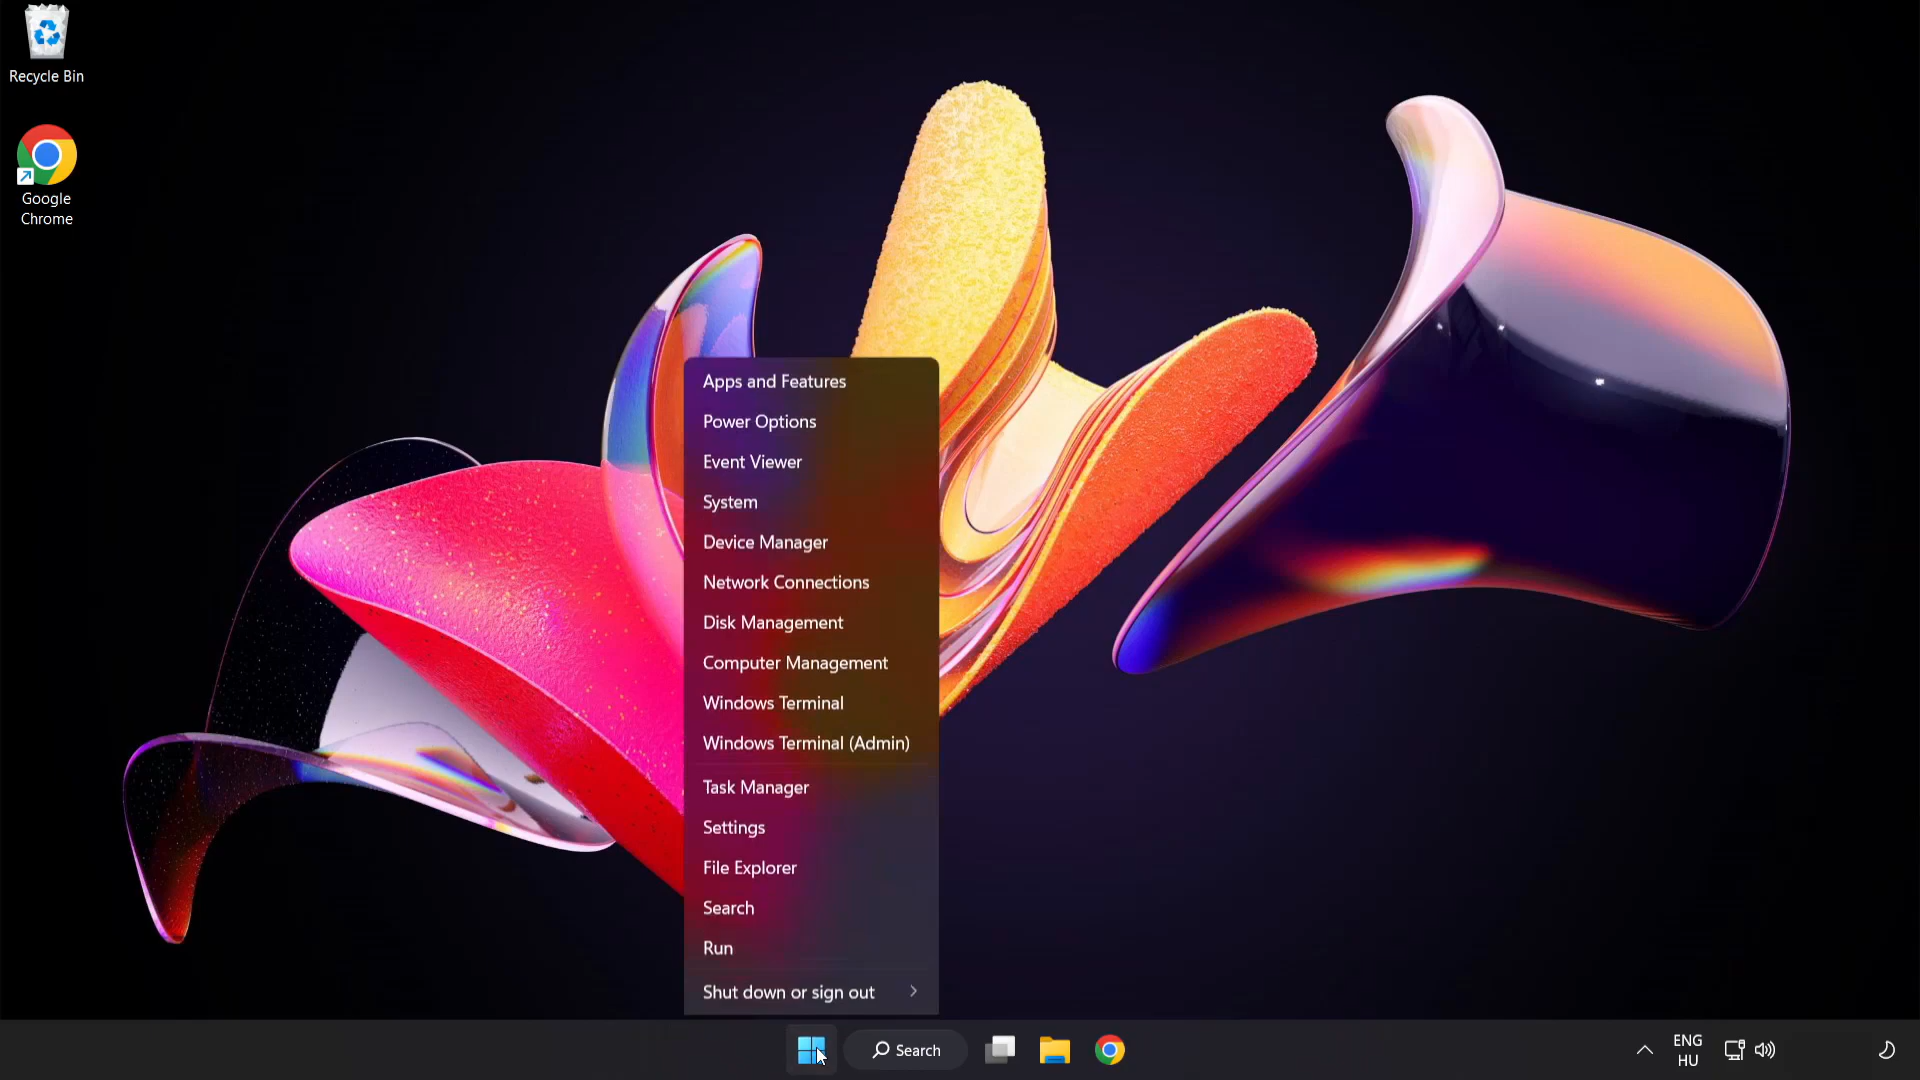 Recycle Bin
Google
Chrome
Apps and Features
Power Options
Event Viewer
System
Device Manager
Network Connections
Disk Management
Computer Management
Windows Terminal
Windows Terminal (Admin)
Task Manager
Settings
File Explorer
Search
Run
Shut down or sign out
Search
ENG
HU